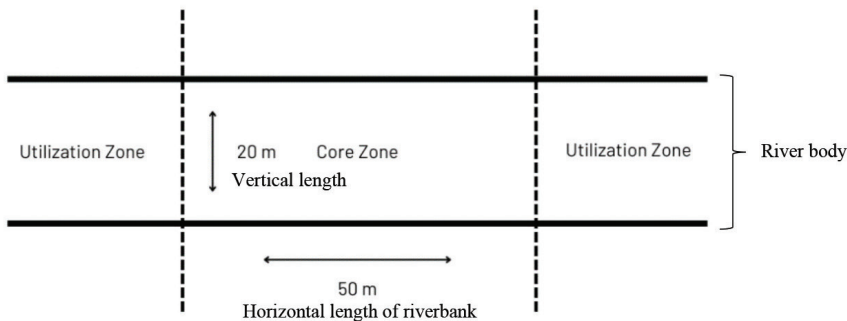 Utilization Zone
20 m
Core Zone
Vertical length
Utilization Zone
River body
50 m
Horizontal length of riverbank